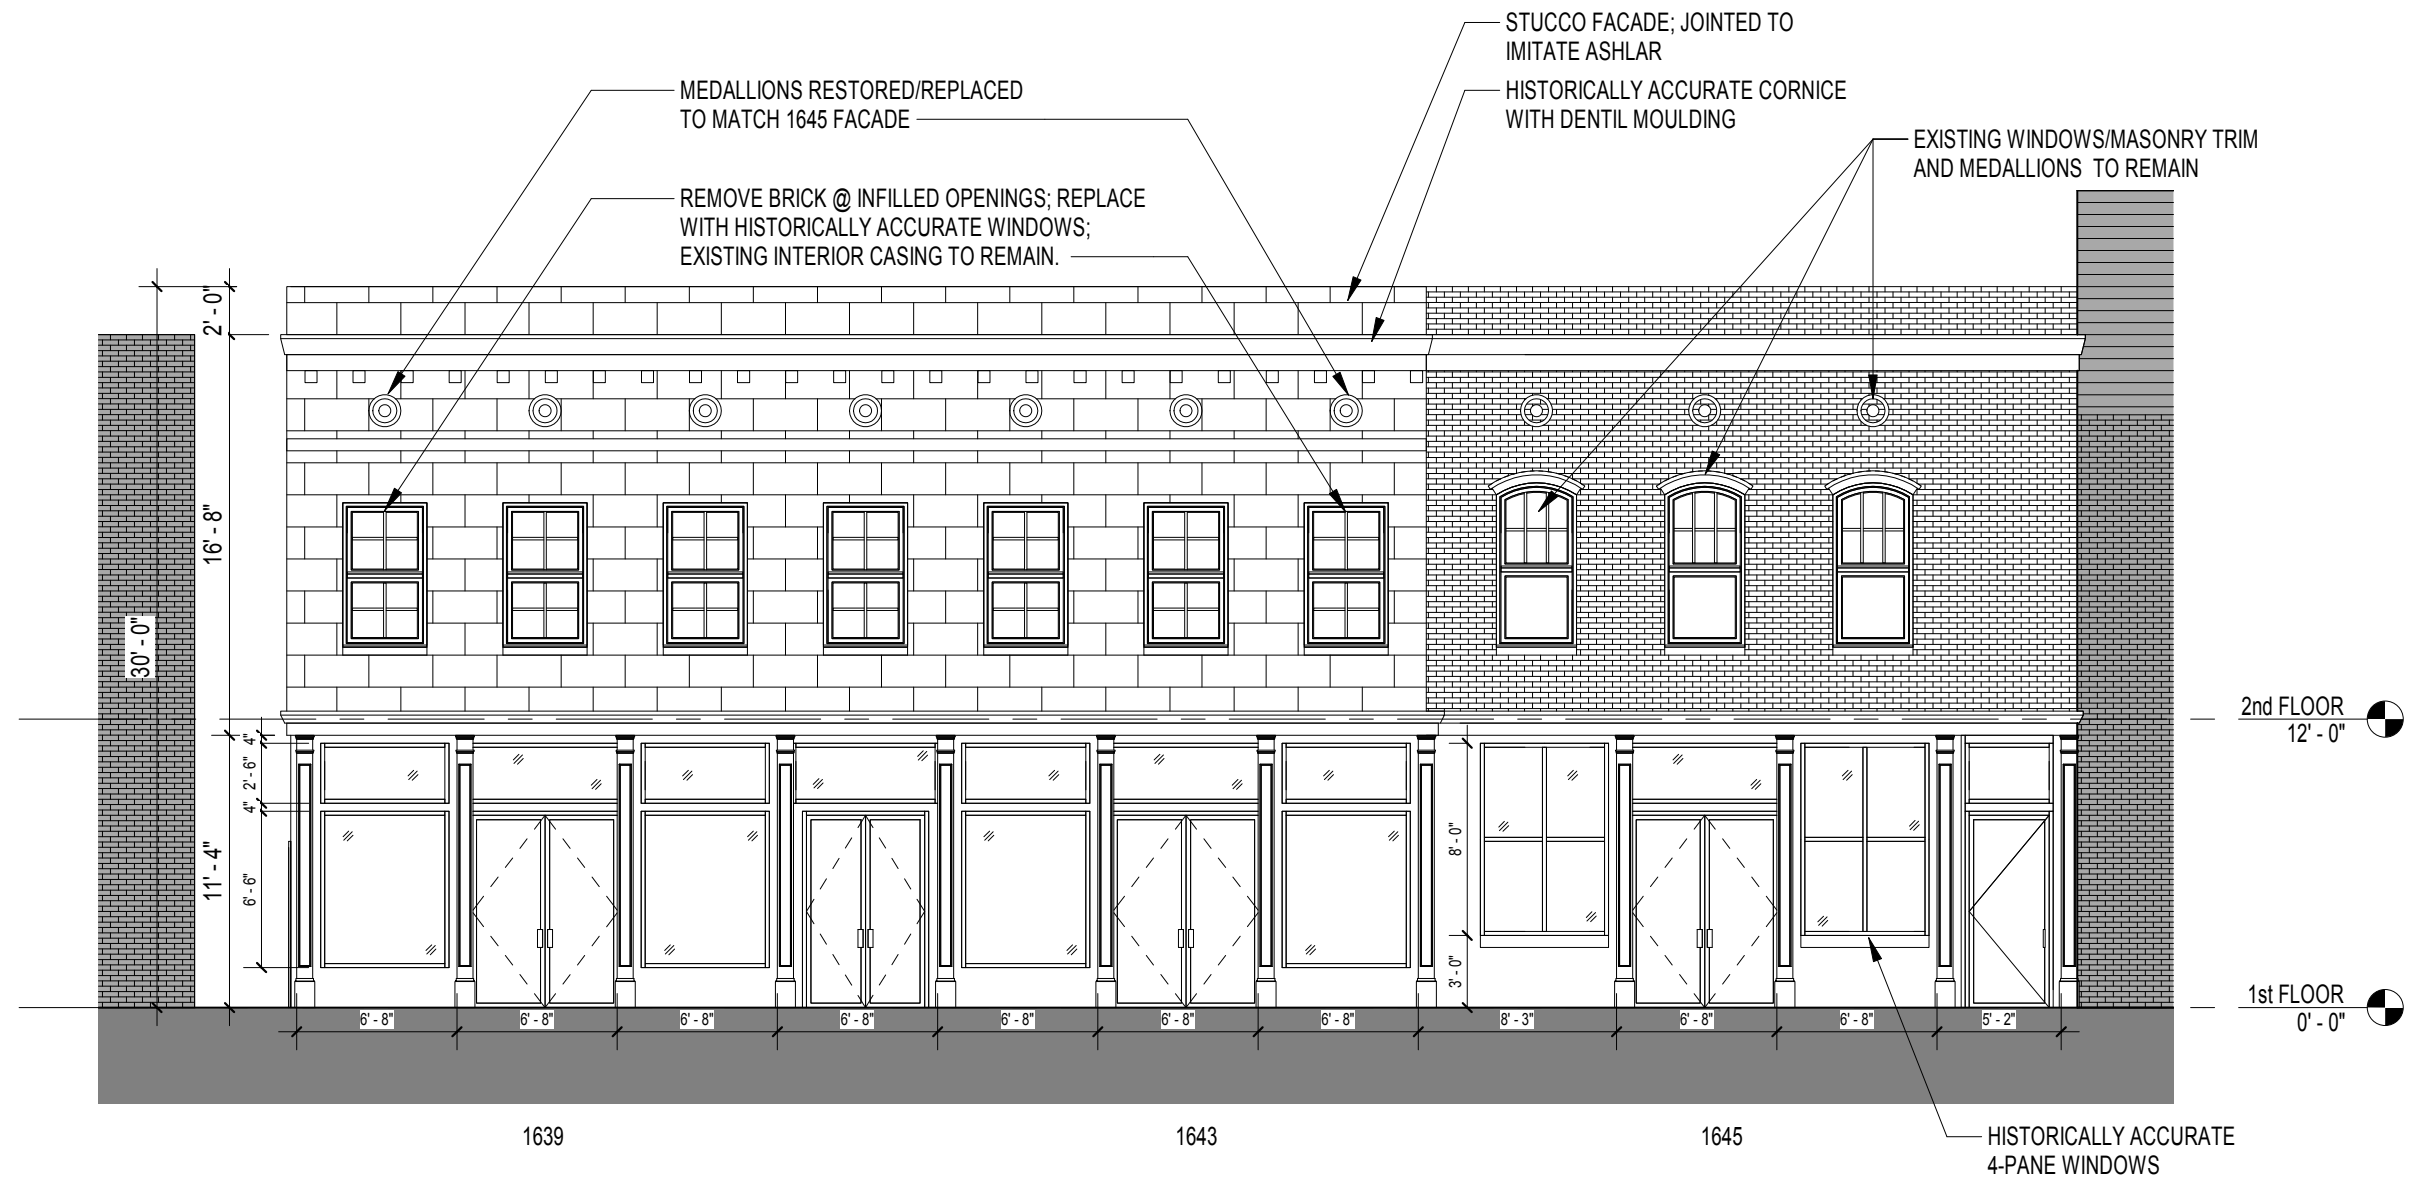 STUCCO FACADE; JOINTED TO
IMITATE ASHLAR
MEDALLIONS RESTORED/REPLACED
TO MATCH 1645 FACADE
HISTORICALLY ACCURATE CORNICE
WITH DENTIL MOULDING
EXISTING WINDOWS/MASONRY TRIM
AND MEDALLIONS TO REMAIN
REMOVE BRICK @ INFILLED OPENINGS; REPLACE
WITH HISTORICALLY ACCURATE WINDOWS;
EXISTING INTERIOR CASING TO REMAIN.
2' - 0"
16' - 8"
30' - 0"
11' - 4"
4"
2' - 6"
4"
6' - 6"
8' - 0"
3' - 0"
2nd FLOOR
12' - 0"
1st FLOOR
0' - 0"
6' - 8"
6' - 8"
6' - 8"
6' - 8"
6' - 8"
6' - 8"
6' - 8"
8' - 3"
6' - 8"
6' - 8"
5' - 2"
1639
1643
1645
HISTORICALLY ACCURATE
4-PANE WINDOWS